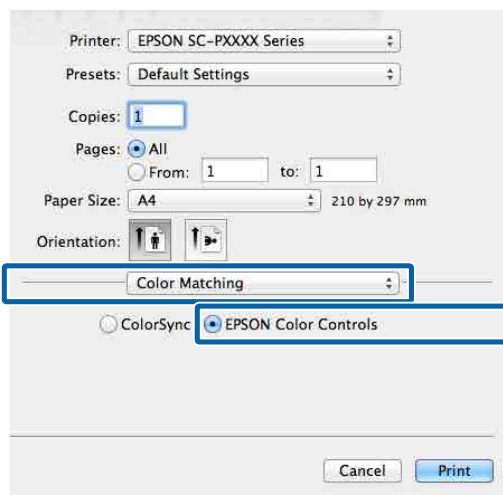 Printer: EPSON SC-PXXXX Series
Presets: Default Settings
Copies: 1
Pages: All
From: 1 to: 1
Paper Size: A4 210 by 297 mm
Orientation:
Color Matching
ColorSync EPSON Color Controls
Cancel Print